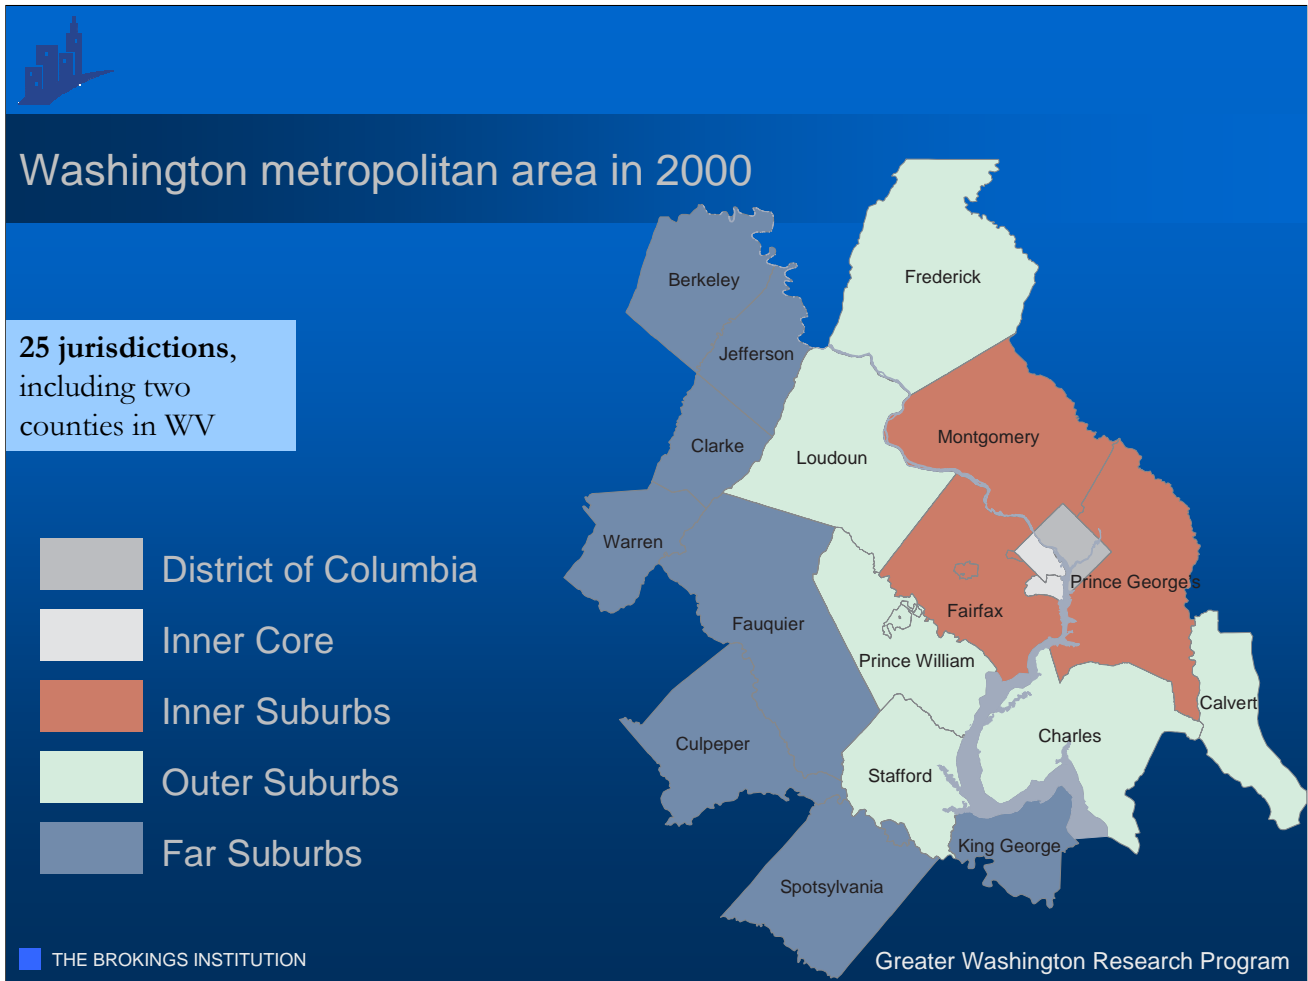 Washington metropolitan area in 2000
25 jurisdictions,
including two
counties in WV
District of Columbia
Inner Core
Inner Suburbs
Outer Suburbs
Far Suburbs
Frederick
Berkeley
Jefferson
Montgomery
Clarke
Loudoun
Warren
Prince George's
Fairfax
Fauquier
Prince William
Calvert
Charles
Culpeper
Stafford
King George
Spotsylvania
THE BROKINGS INSTITUTION
Greater Washington Research Program